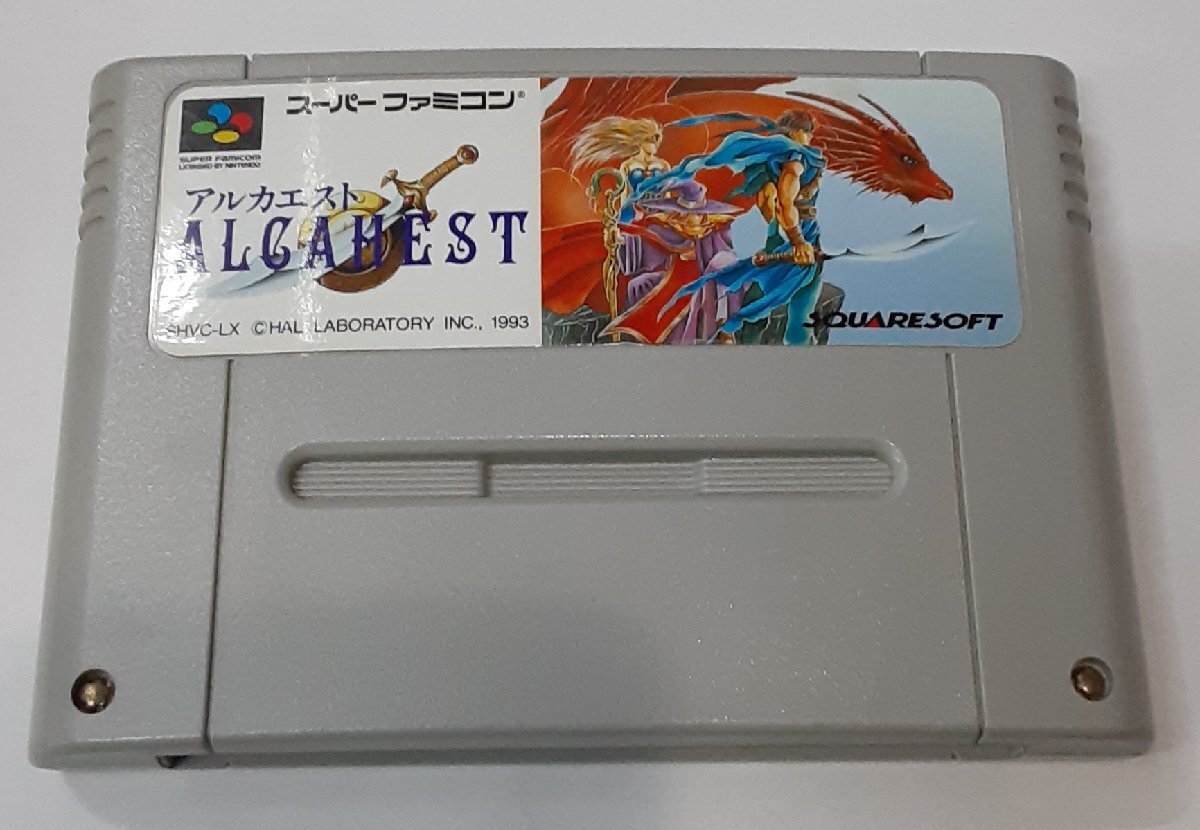 スーパーファミコン®
SUPER FAMICOM
LICENSED BY NINTENDO
アルカエスト
ALCAHEST
SHVC-LX ©HAL LABORATORY INC., 1993
SQUARESOFT